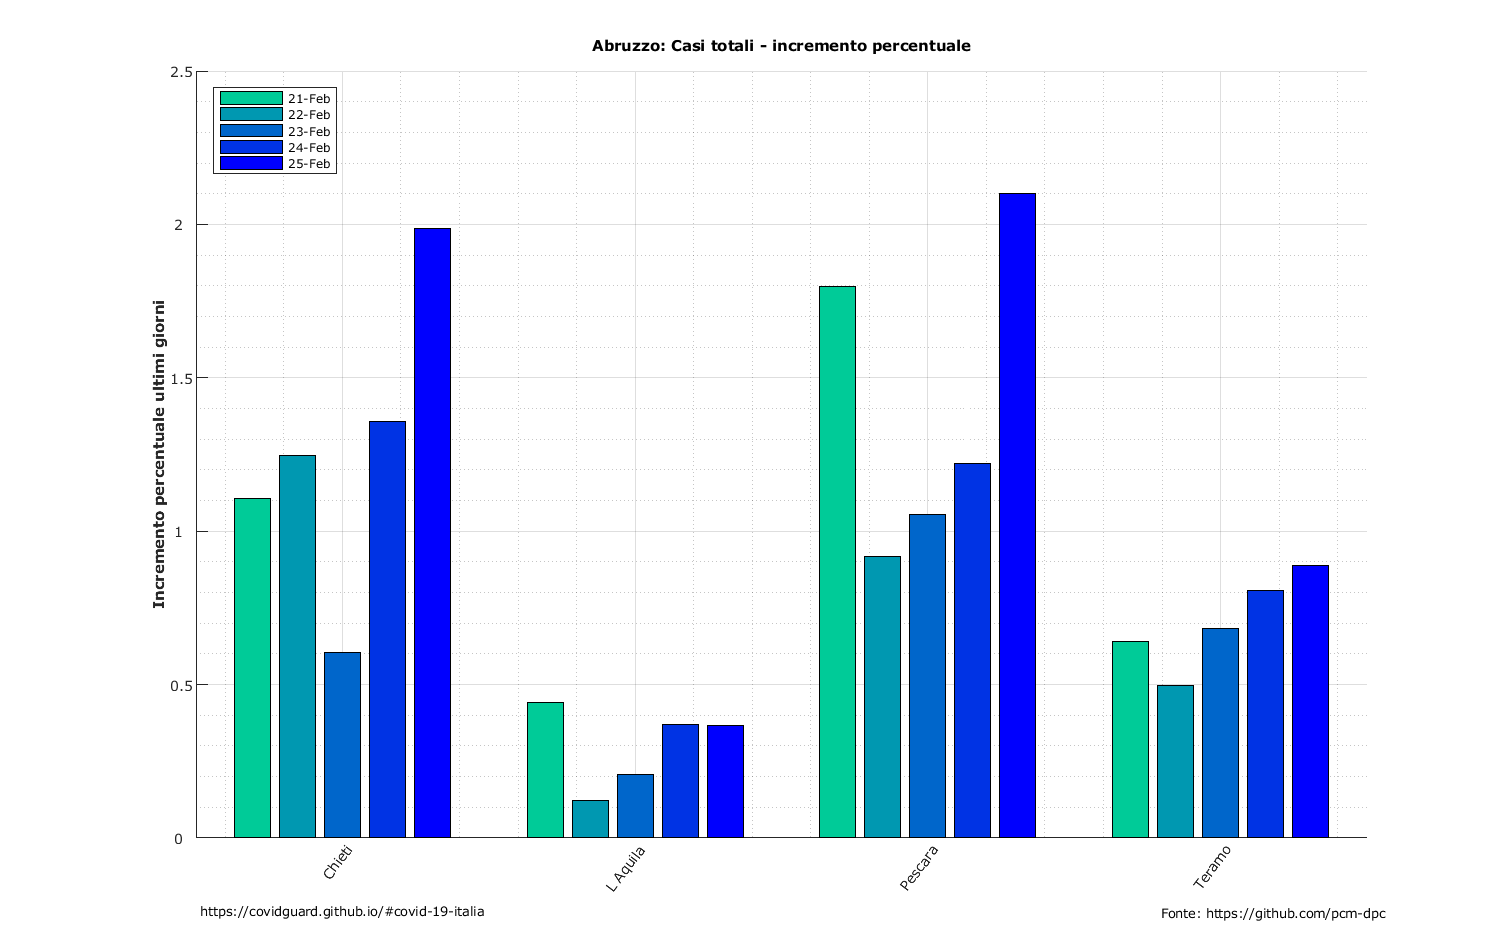 Abruzzo: Casi totali - incremento percentuale
2.5
21-Feb
22-Feb
23-Feb
24-Feb
25-Feb
2
1.5
1
0.5
0
Incremento percentuale ultimi giorni
Chieti
L Aquila
Pescara
Teramo
https://covidguard.github.io/#covid-19-italia
Fonte: https://github.com/pcm-dpc